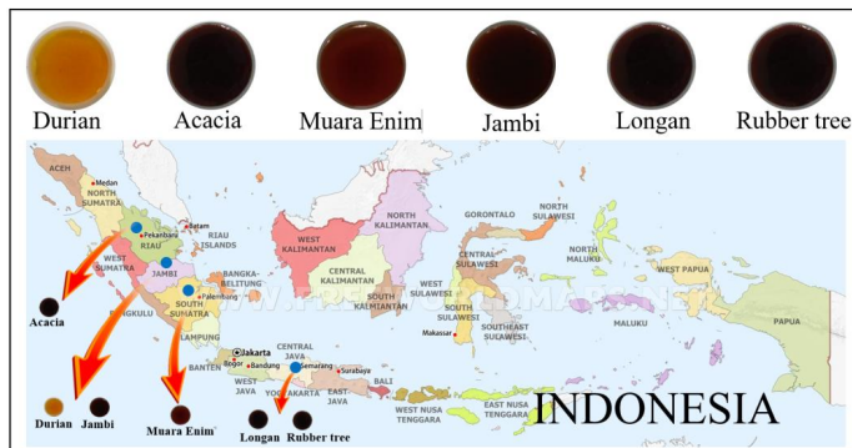 Durian
Acacia
Muara Enim
Jambi
Longan
Rubber tree
ACEH
Medan
NORTH
SUMATRA
Pekanbaru
RIAU
Batam
RIAU
ISLANDS
WEST
SUMATRA
JAMBI
BANGKA-
BELITUNG
SOUTH
SUMATRA
Palembang
LAMPUNG
WEST
KALIMANTAN
NORTH
KALIMANTAN
CENTRAL
KALIMANTAN
SOUTH
KALMIANTAN
GORONTALO
NORTH
SULAWESI
CENTRAL
SULAWESI
WEST
SULAWESI
SOUTH
SULAWESI
SOUTHEAST
SULAWESI
Makassar
NORTH
MALUKU
MALUKU
WEST PAPUA
PAPUA
BANTEN
Jakarta
Bogor
Bandung
WEST
JAVA
CENTRAL
JAVA
Semarang
YOGYAKARTA
Surabaya
EAST
JAVA
BALI
WEST NUSA
TENGGARA
EAST NUSA
TENGGARA
Acacia
Durian
Jambi
Muara Enim
Longan
Rubber tree
INDONESIA